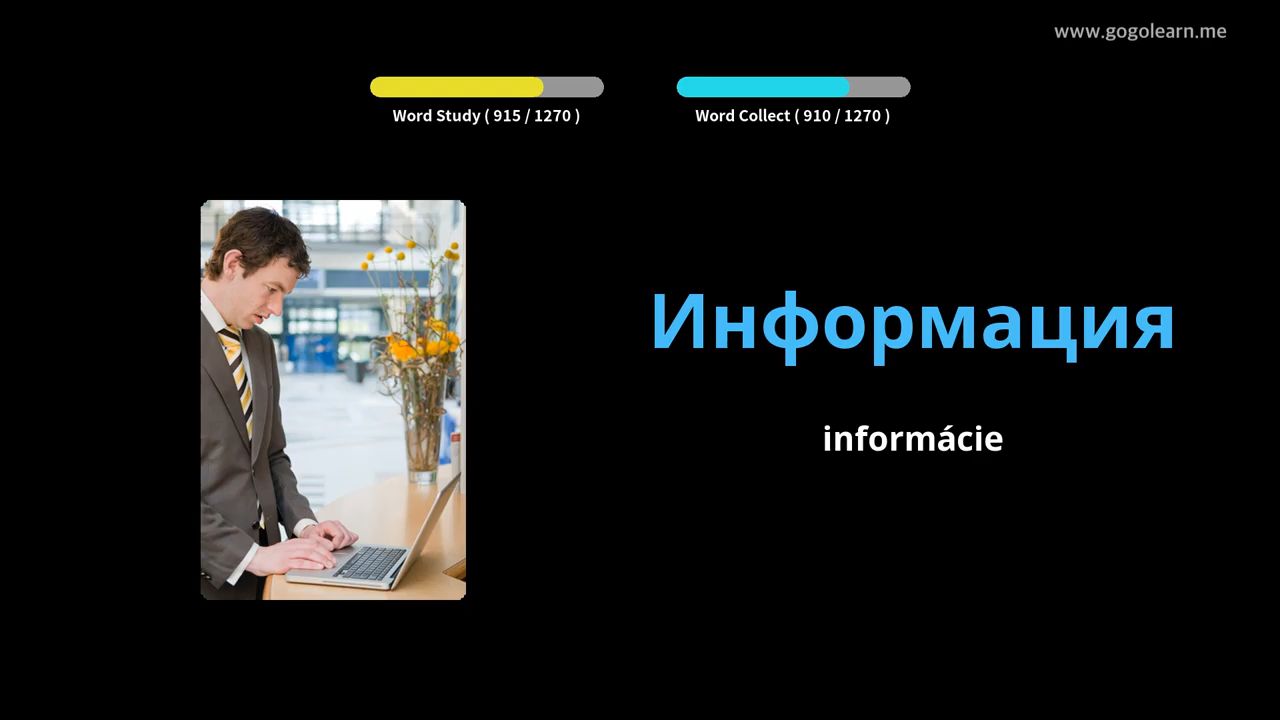 www.gogolearn.me
Word Study ( 915 / 1270 )
Word Collect ( 910 / 1270 )
Информация
informácie